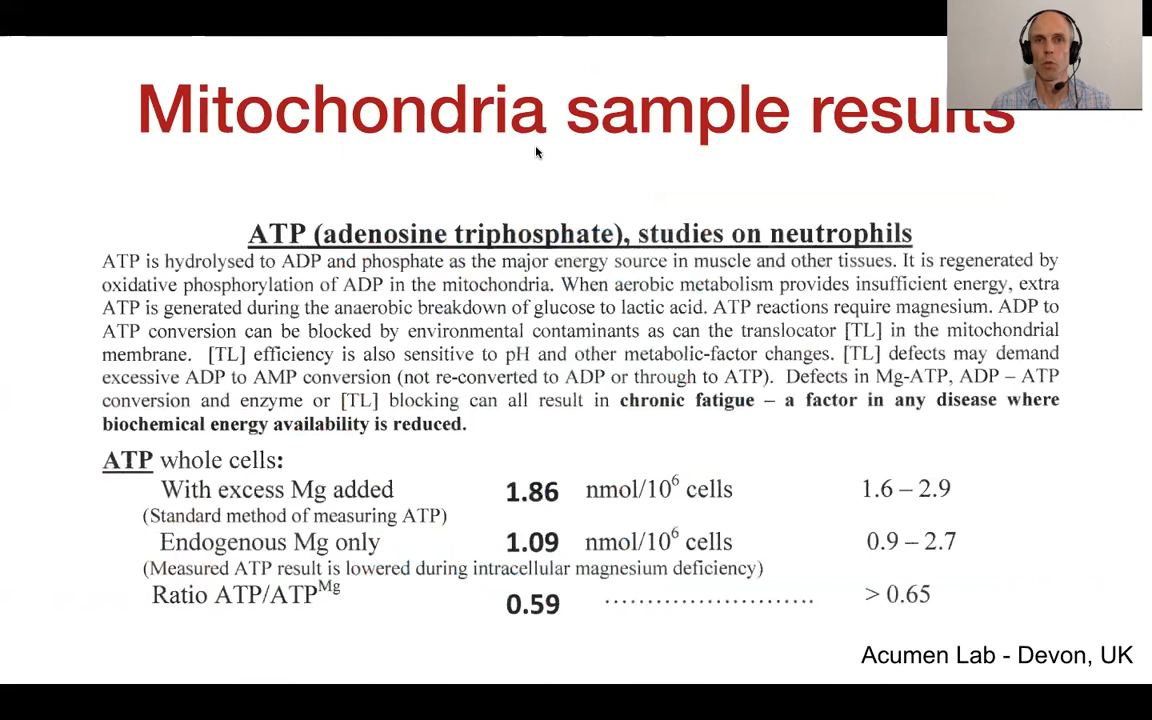 Mitochondria sample results
ATP (adenosine triphosphate), studies on neutrophils
ATP is hydrolysed to ADP and phosphate as the major energy source in muscle and other tissues. It is regenerated by
oxidative phosphorylation of ADP in the mitochondria. When aerobic metabolism provides insufficient energy, extra
ATP is generated during the anaerobic breakdown of glucose to lactic acid. ATP reactions require magnesium. ADP to
ATP conversion can be blocked by environmental contaminants as can the translocator [TL] in the mitochondrial
membrane. [TL] efficiency is also sensitive to pH and other metabolic-factor changes. [TL] defects may demand
excessive ADP to AMP conversion (not re-converted to ADP or through to ATP). Defects in Mg-ATP, ADP – ATP
conversion and enzyme or [TL] blocking can all result in chronic fatigue – a factor in any disease where
biochemical energy availability is reduced.
ATP whole cells:
With excess Mg added 1.86 nmol/10⁶ cells 1.6 – 2.9
(Standard method of measuring ATP)
Endogenous Mg only 1.09 nmol/10⁶ cells 0.9 – 2.7
(Measured ATP result is lowered during intracellular magnesium deficiency)
Ratio ATP/ATPMg 0.59 ............................ > 0.65
Acumen Lab - Devon, UK